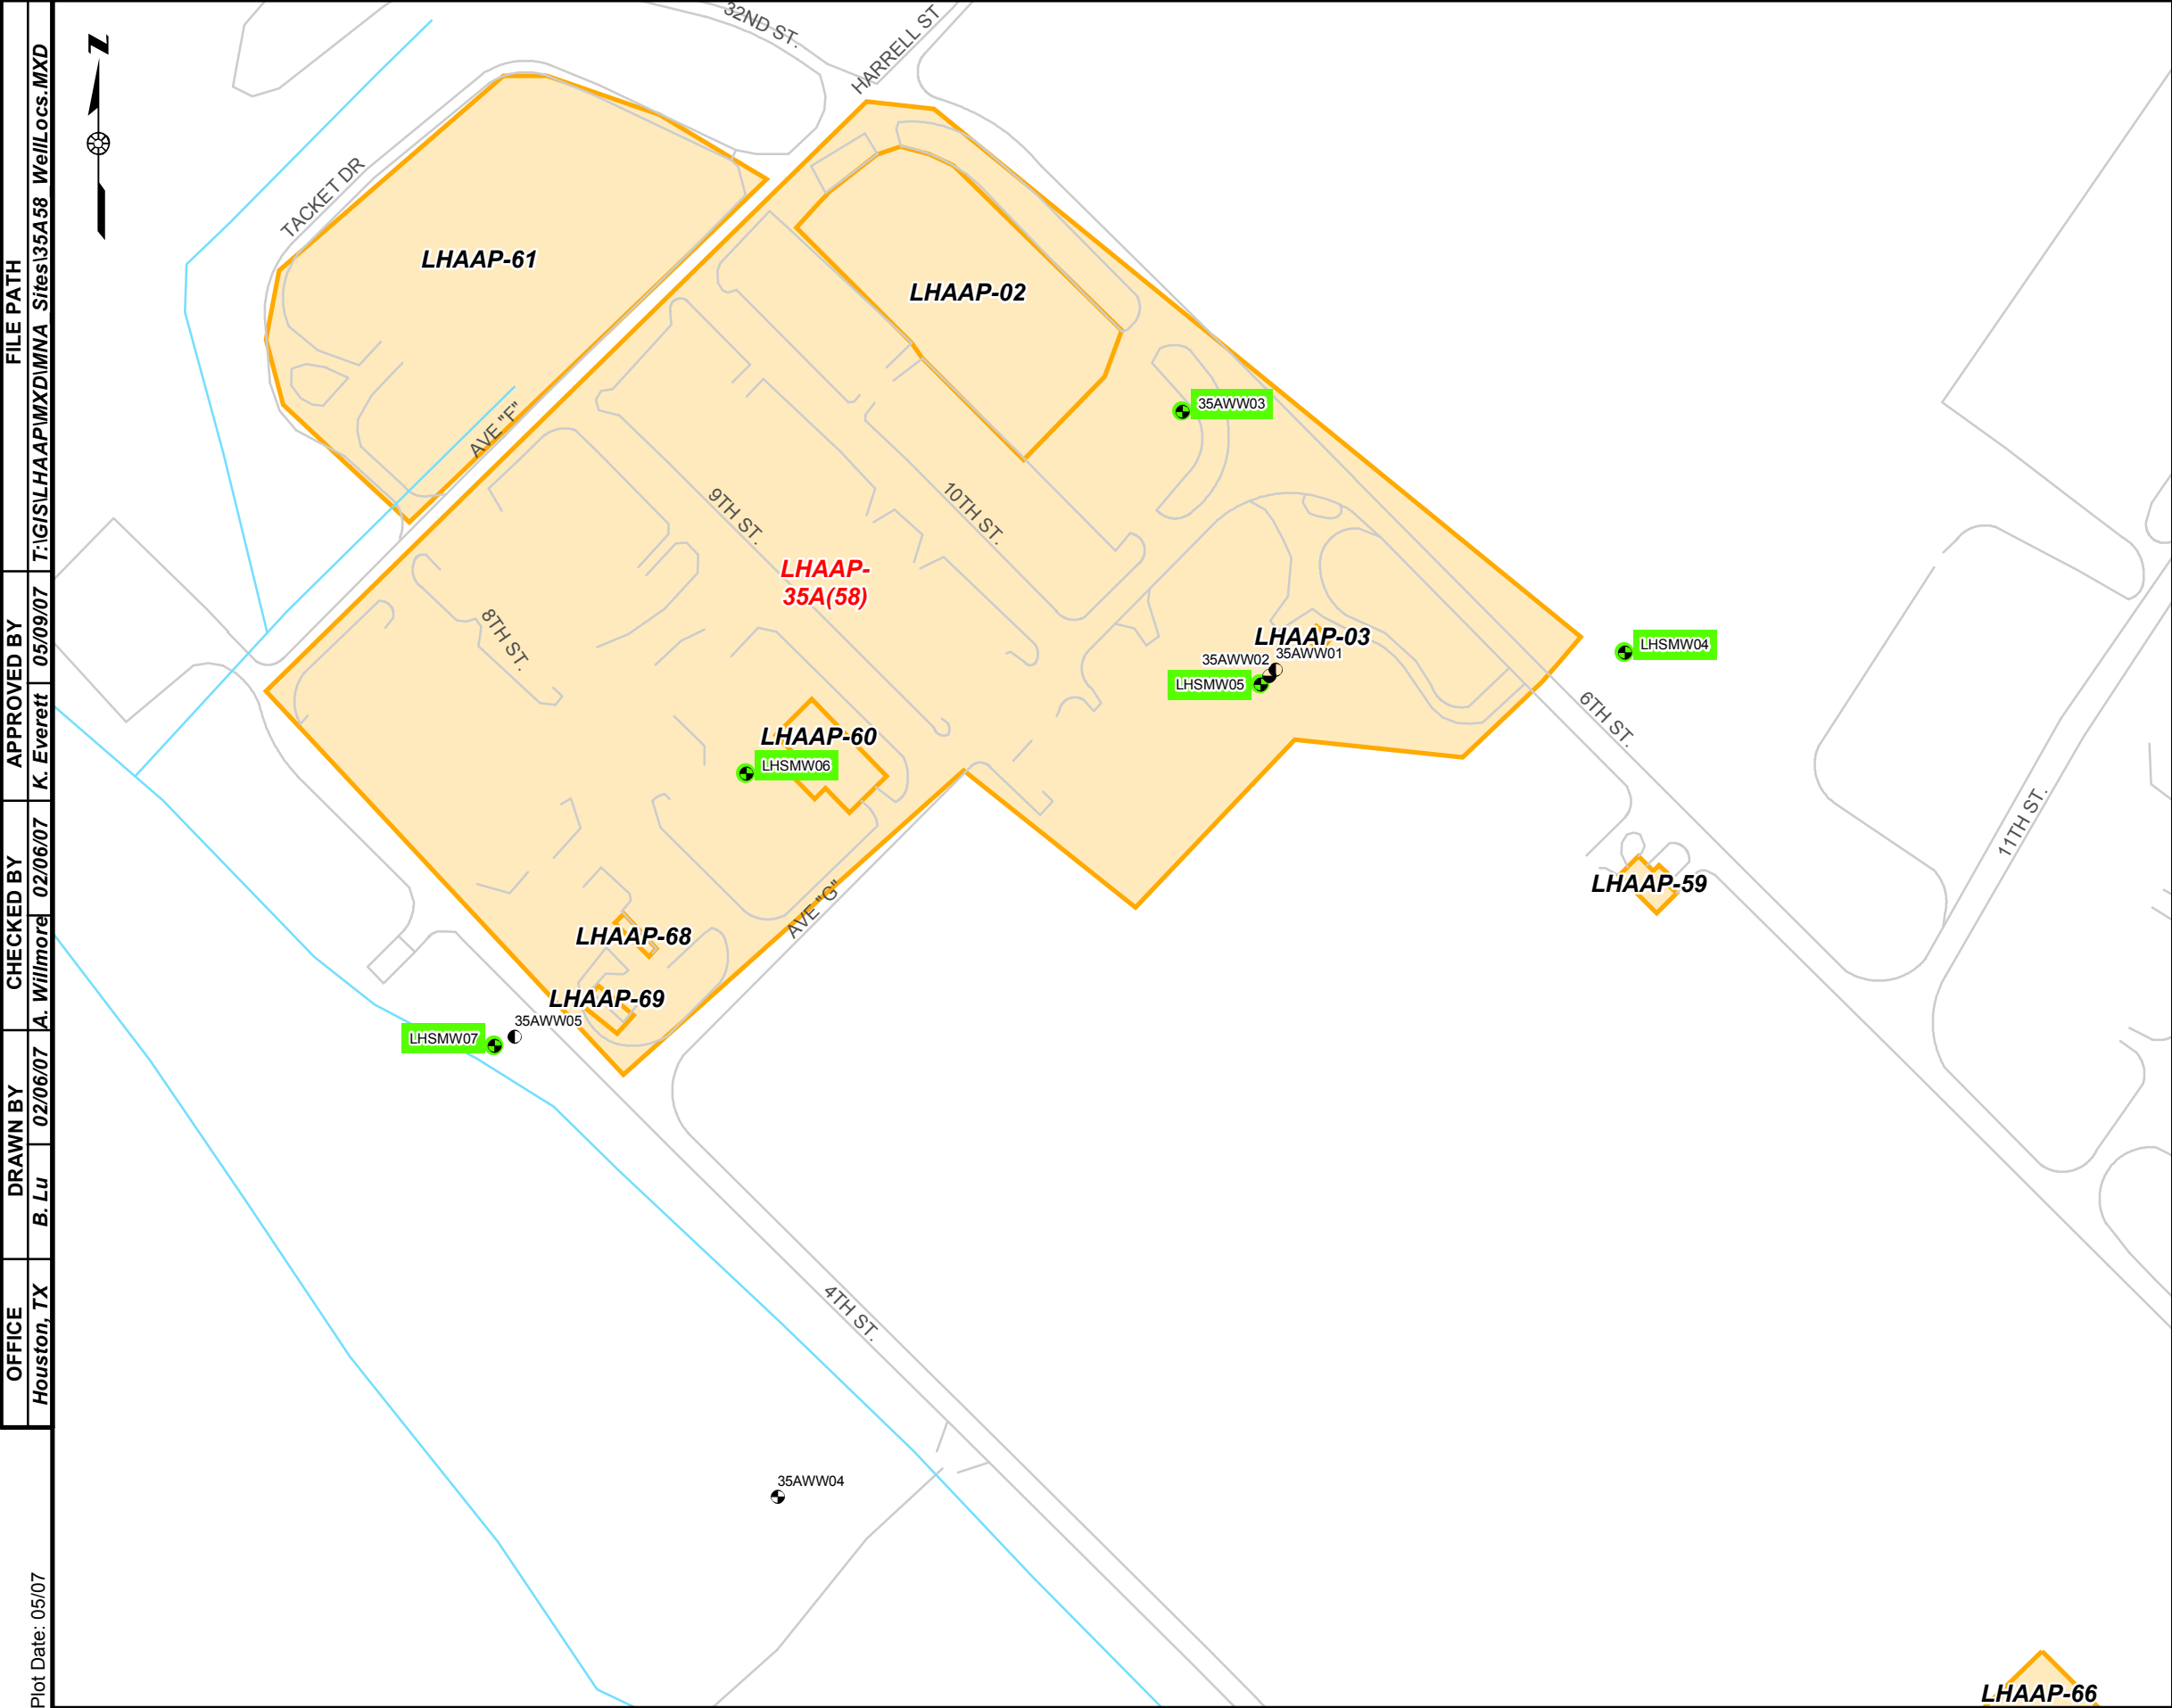 FILE PATH
T:\GIS\LHAAP\MXD\MNA Sites\35A58 WellLocs.MXD
APPROVED BY
K. Everett
05/09/07
CHECKED BY
A. Willmore
02/06/07
DRAWN BY
B. Lu
02/06/07
OFFICE
Houston, TX
Plot Date: 05/07
N
32ND ST.
HARRELL ST
TACKET DR
LHAAP-61
LHAAP-02
35AWW03
AVE "F"
9TH ST.
10TH ST.
LHAAP-
35A(58)
8TH ST.
LHAAP-03
35AWW01
35AWW02
LHSMW05
LHSMW04
6TH ST.
LHAAP-60
LHSMW06
11TH ST.
LHAAP-59
AVE "G"
LHAAP-68
LHAAP-69
35AWW05
LHSMW07
4TH ST.
35AWW04
LHAAP-66